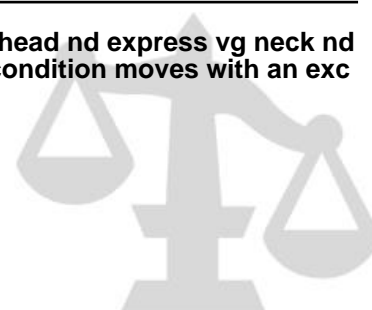 head nd express vg neck nd
condition moves with an exc